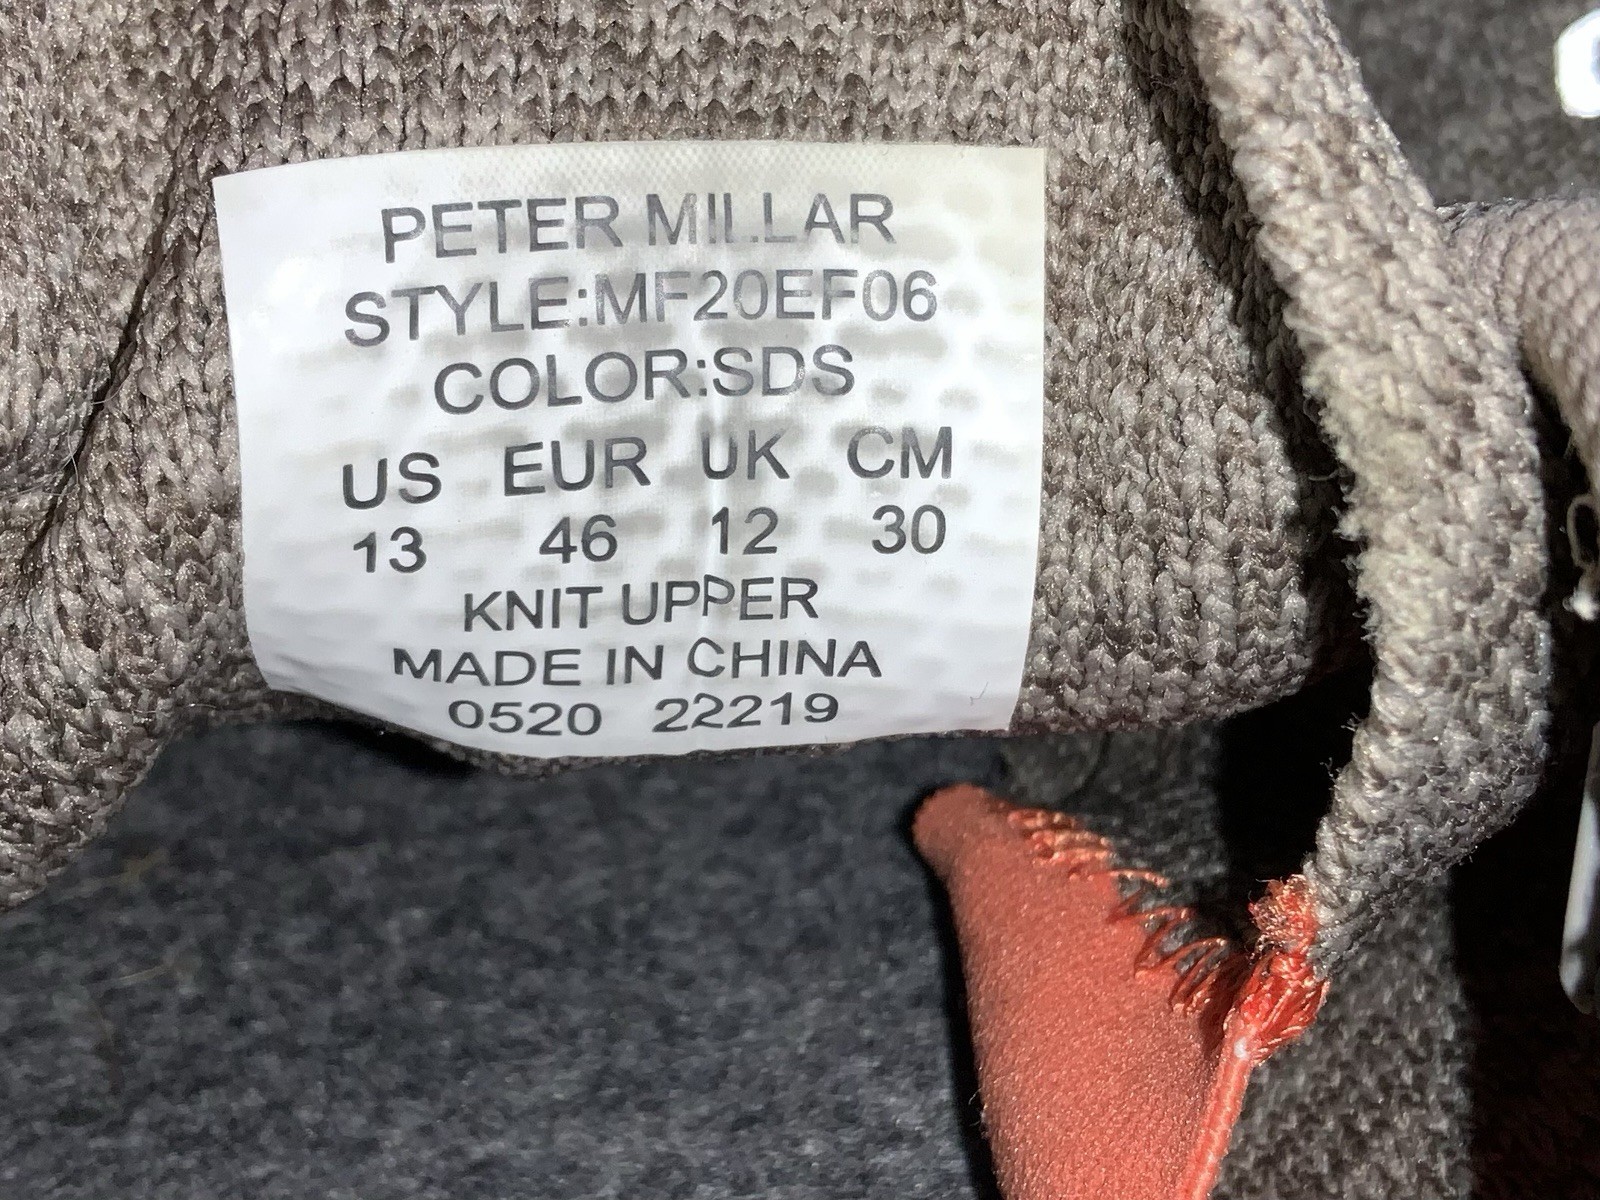 PETER MILLAR
STYLE:MF20EF06
COLOR:SDS
US EUR UK CM
13 46 12 30
KNIT UPPER
MADE IN CHINA
0520 22219